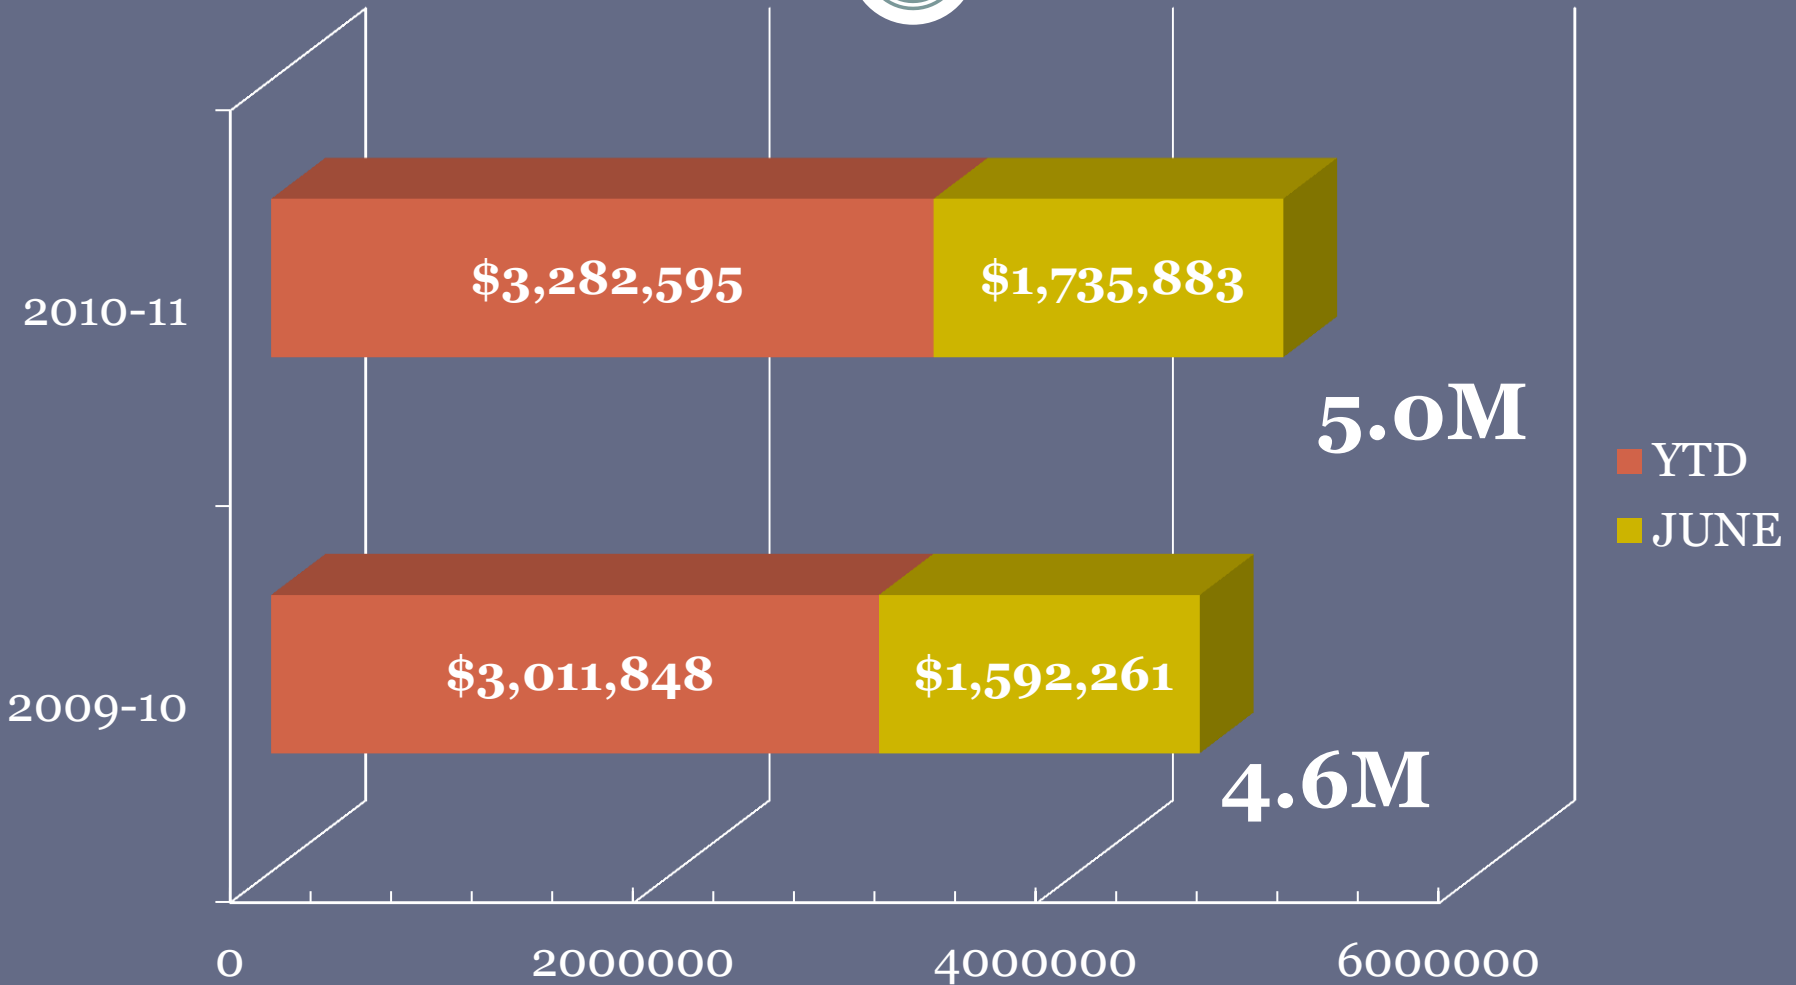 $3,282,595 $1,735,883
2010-11
5.0M
YTD
JUNE
$3,011,848 $1,592,261
2009-10
4.6M
0 2000000 4000000 6000000